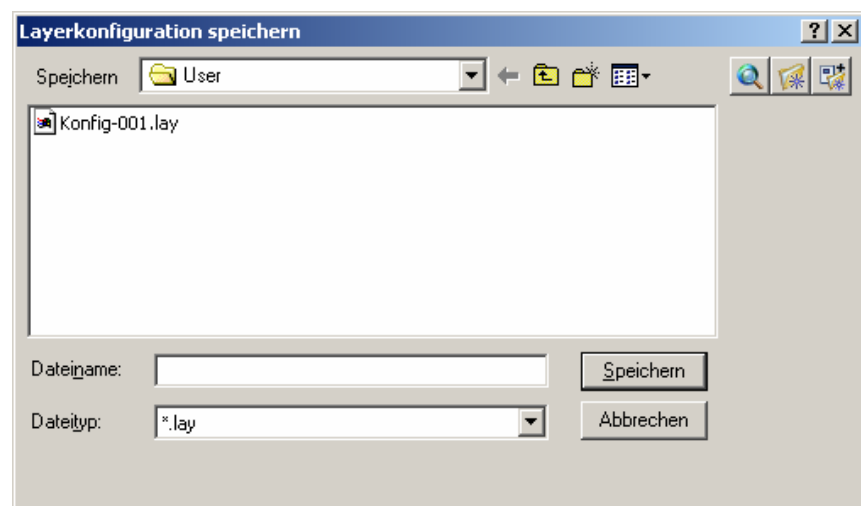 Layerkonfiguration speichern
Speichern User
Konfig-001.lay
Dateiname: Speichern
Dateityp: *.lay Abbrechen